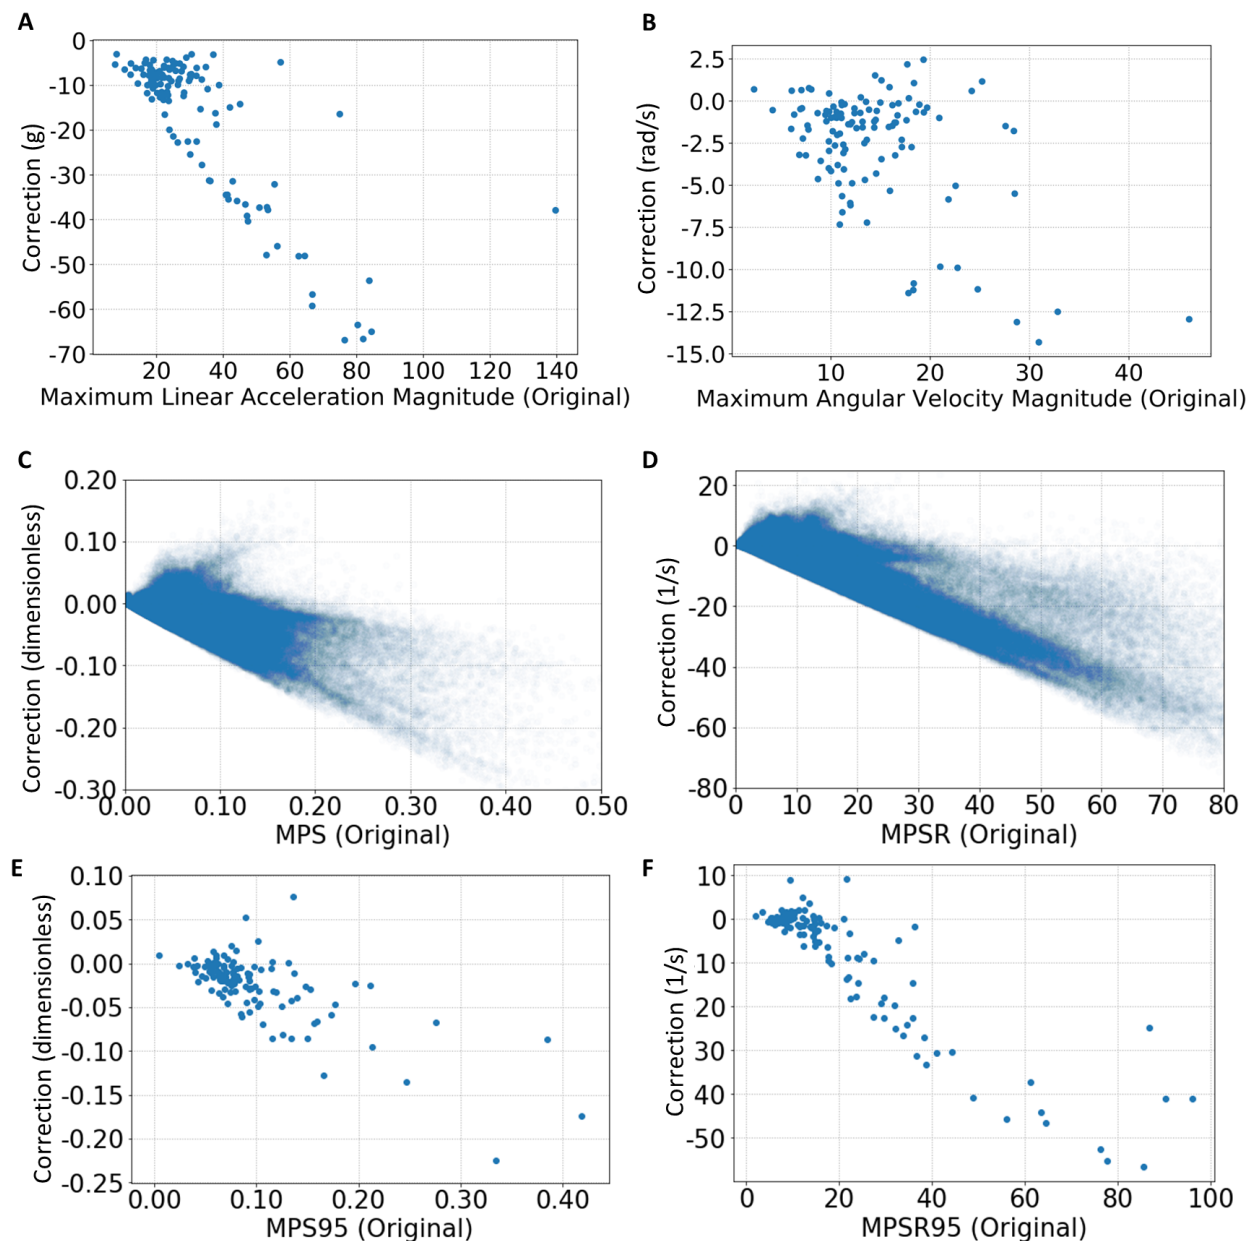 A
0
-10
-20
-30
-40
-50
-60
-70
Correction (g)
20 40 60 80 100 120 140
Maximum Linear Acceleration Magnitude (Original)
B
2.5
0.0
-2.5
-5.0
-7.5
-10.0
-12.5
-15.0
Correction (rad/s)
10 20 30 40
Maximum Angular Velocity Magnitude (Original)
C
0.20
0.10
0.00
-0.10
-0.20
-0.30
Correction (dimensionless)
0.00 0.10 0.20 0.30 0.40 0.50
MPS (Original)
D
20
0
-20
-40
-60
-80
Correction (1/s)
0 10 20 30 40 50 60 70 80
MPSR (Original)
E
0.10
0.05
0.00
-0.05
-0.10
-0.15
-0.20
-0.25
Correction (dimensionless)
0.00 0.10 0.20 0.30 0.40
MPS95 (Original)
F
10
0
10
20
30
40
-50
Correction (1/s)
0 20 40 60 80 100
MPSR95 (Original)